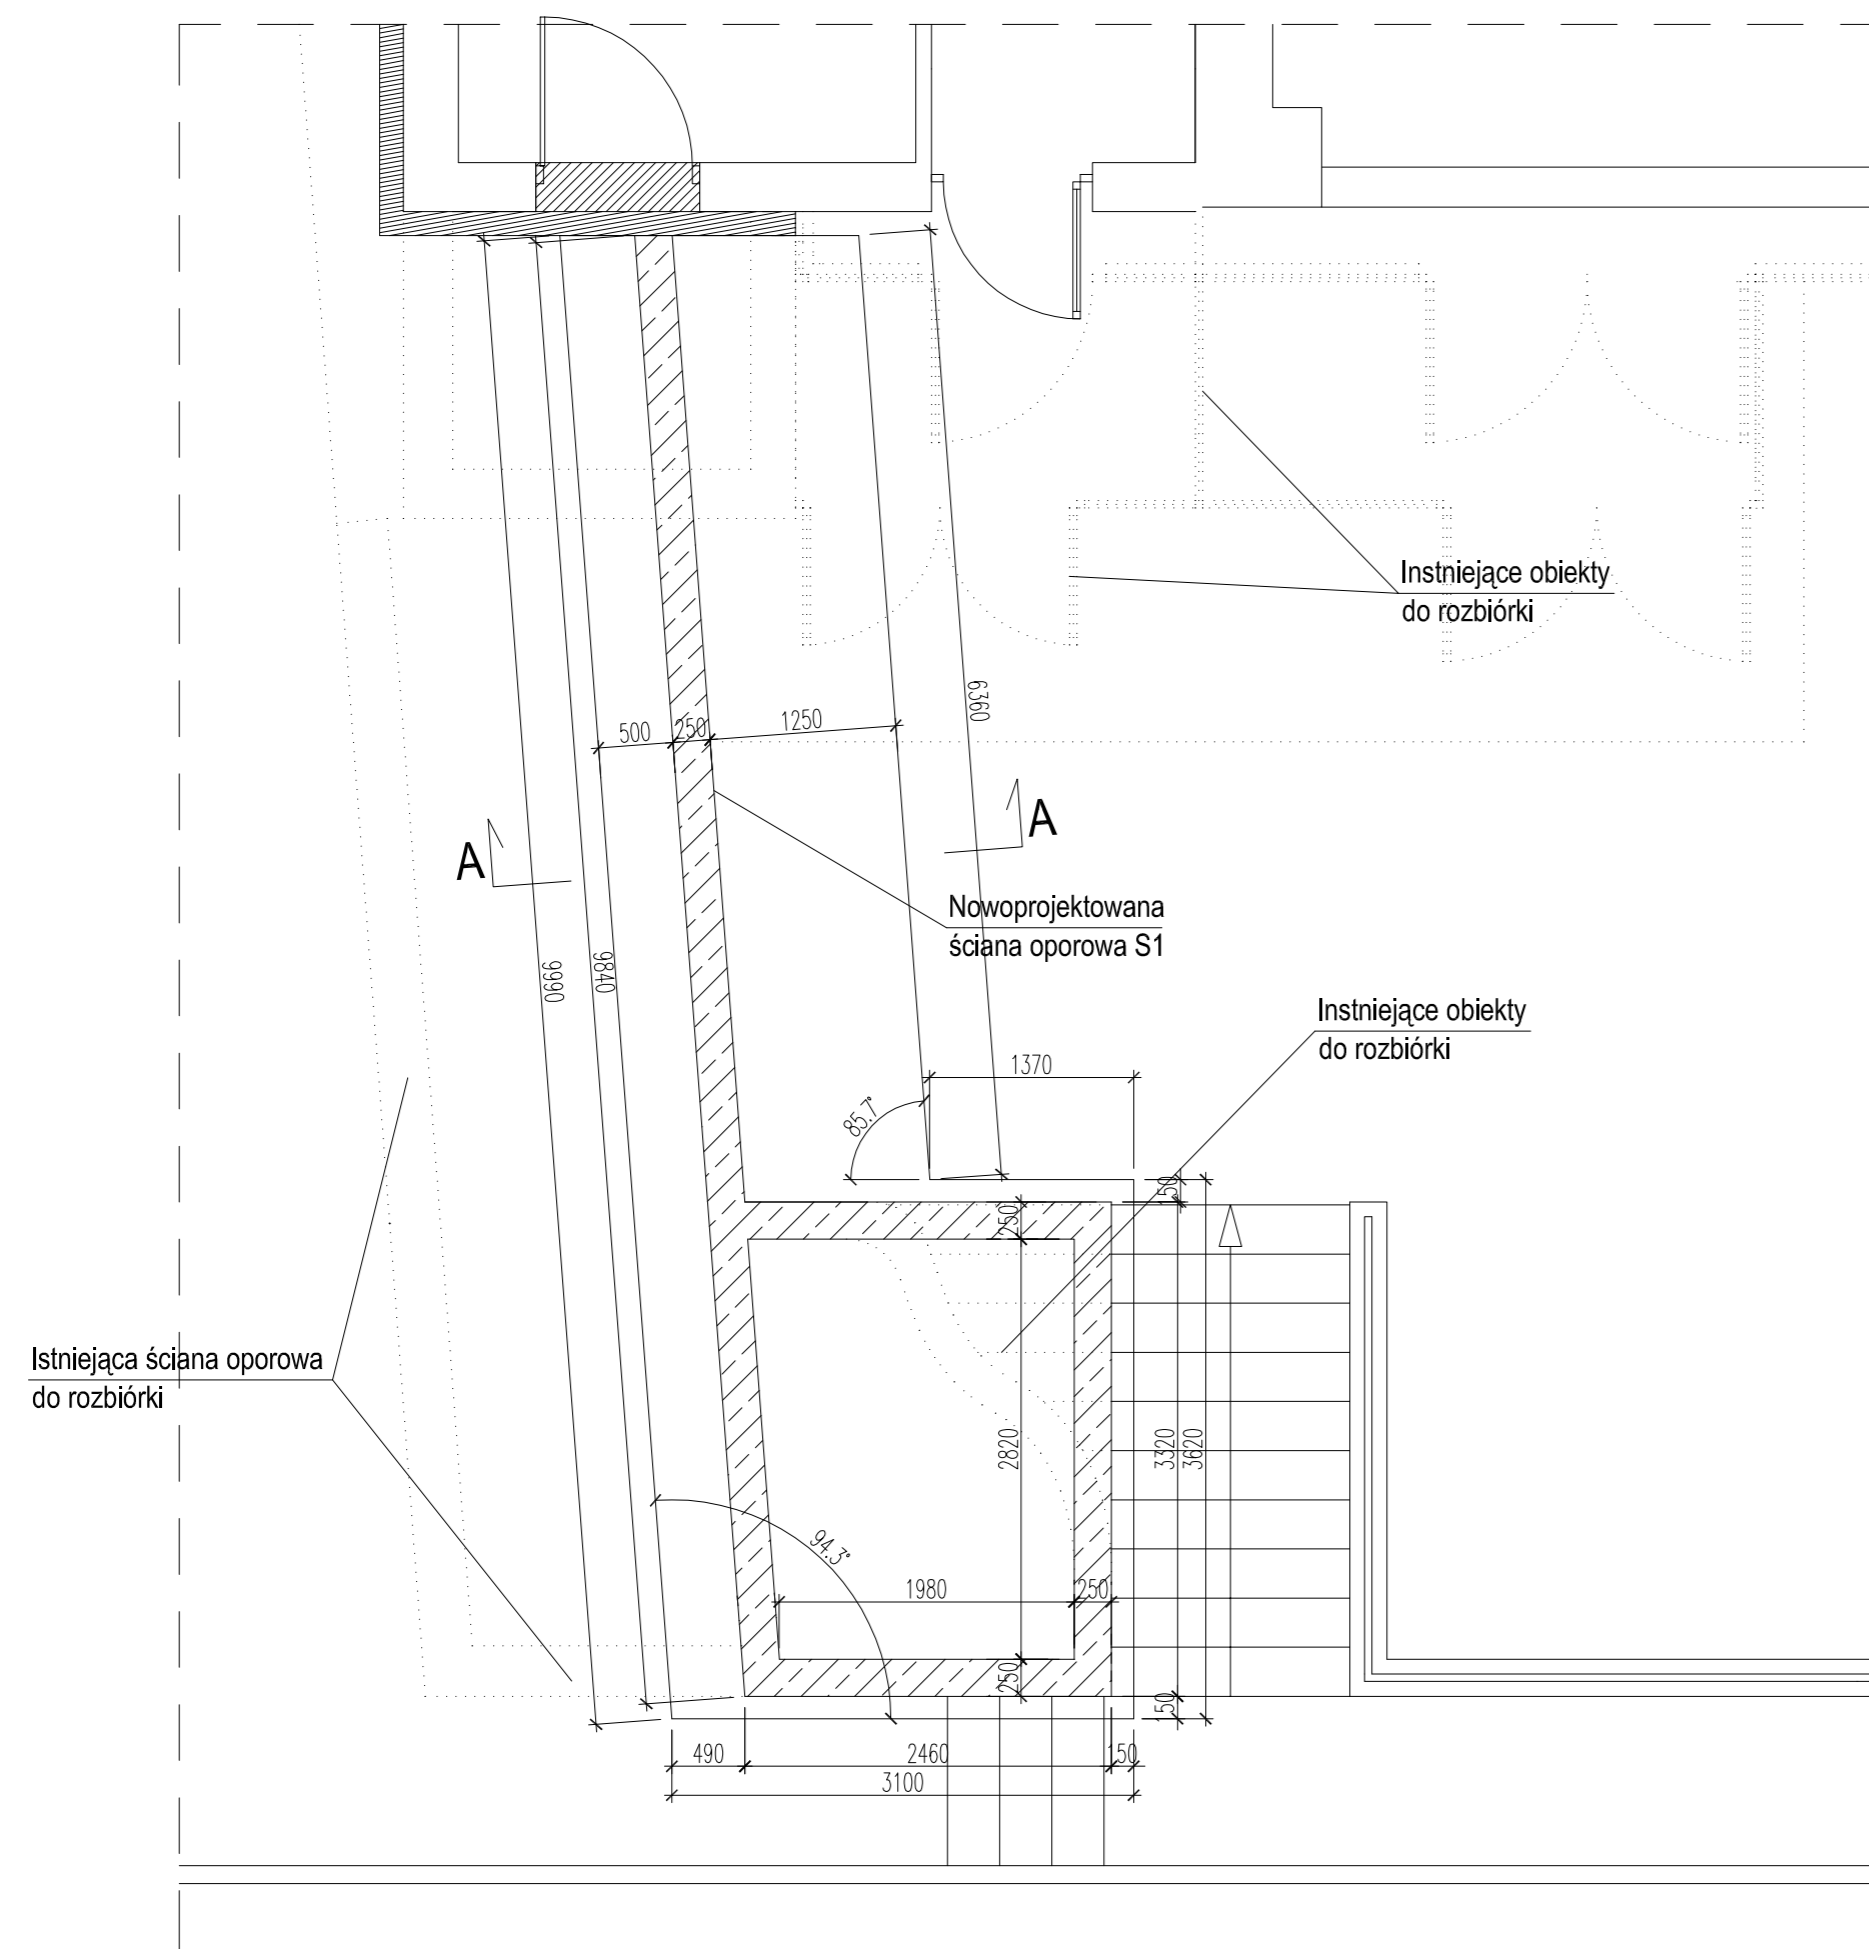 Instniejące obiekty
do rozbiórki
6360
500
250
1250
A
A
Nowoprojektowana
ściana oporowa S1
9990
9840
Instniejące obiekty
do rozbiórki
1370
85.7°
150
250
Istniejąca ściana oporowa
do rozbiórki
2820
3320
3620
94.3°
1980
250
250
150
490
2460
150
3100